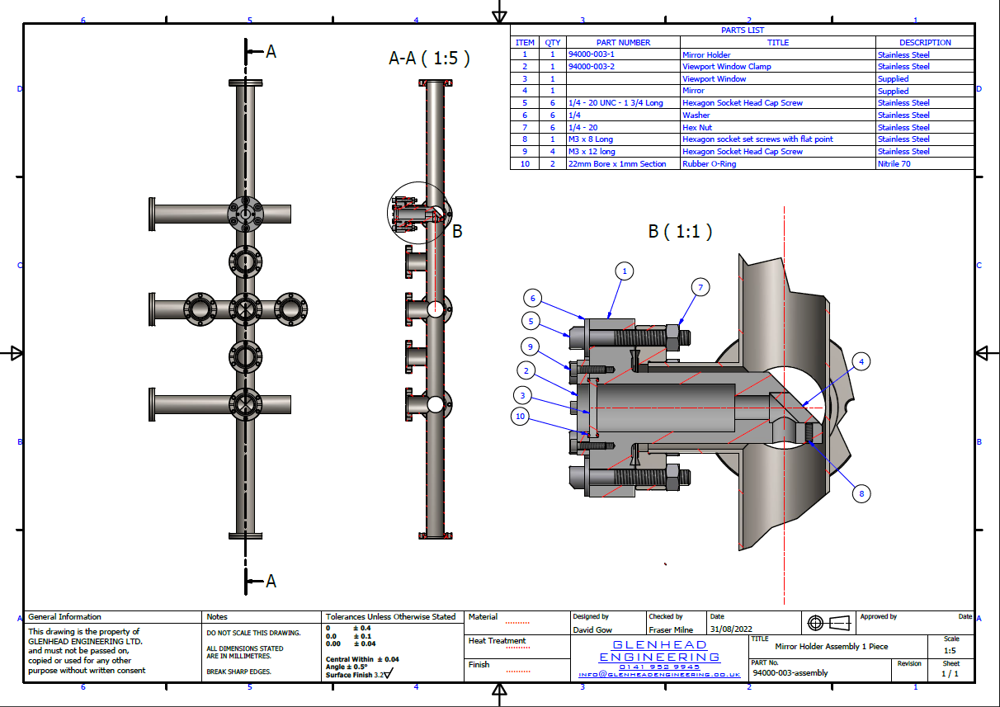 6 5 4 3 2 1
PARTS LIST
ITEM QTY PART NUMBER TITLE DESCRIPTION
1 1 94000-003-1 Mirror Holder Stainless Steel
2 1 94000-003-2 Viewport Window Clamp Stainless Steel
3 1 Viewport Window Supplied
4 1 Mirror Supplied
5 6 1/4 - 20 UNC - 1 3/4 Long Hexagon Socket Head Cap Screw Stainless Steel
6 6 1/4 Washer Stainless Steel
7 6 1/4 - 20 Hex Nut Stainless Steel
8 1 M3 x 8 Long Hexagon socket set screws with flat point Stainless Steel
9 4 M3 x 12 long Hexagon Socket Head Cap Screw Stainless Steel
10 2 22mm Bore x 1mm Section Rubber O-Ring Nitrile 70
A
A-A ( 1:5 )
D D
B
B ( 1:1 )
C C
1
7
6
5
9
4
2
3
10
B B
8
A
A A
General Information
This drawing is the property of
GLENHEAD ENGINEERING LTD.
and must not be passed on,
copied or used for any other
purpose without written consent
Notes
DO NOT SCALE THIS DRAWING.
ALL DIMENSIONS STATED
ARE IN MILLIMETRES.
BREAK SHARP EDGES.
Tolerances Unless Otherwise Stated
0 ± 0.4
0.0 ± 0.1
0.00 ± 0.04
Central Within ± 0.04
Angle ± 0.5°
Surface Finish 3.2
Material ..........
Heat Treatment ..........
Finish ..........
Designed by
David Gow
Checked by
Fraser Milne
Date
31/08/2022
Approved by Date
GLENHEAD
ENGINEERING
0141 952 9945
INFO@GLENHEADENGINEERING.CO.UK
TITLE
Mirror Holder Assembly 1 Piece
Scale
1:5
PART No.
94000-003-assembly
Revision
Sheet
1 / 1
6 5 4 3 2 1